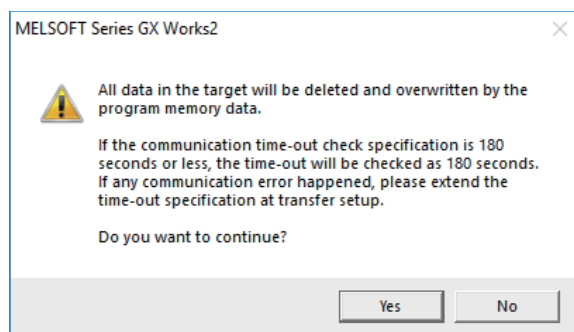 MELSOFT Series GX Works2
All data in the target will be deleted and overwritten by the
program memory data.
If the communication time-out check specification is 180
seconds or less, the time-out will be checked as 180 seconds.
If any communication error happened, please extend the
time-out specification at transfer setup.
Do you want to continue?
Yes
No